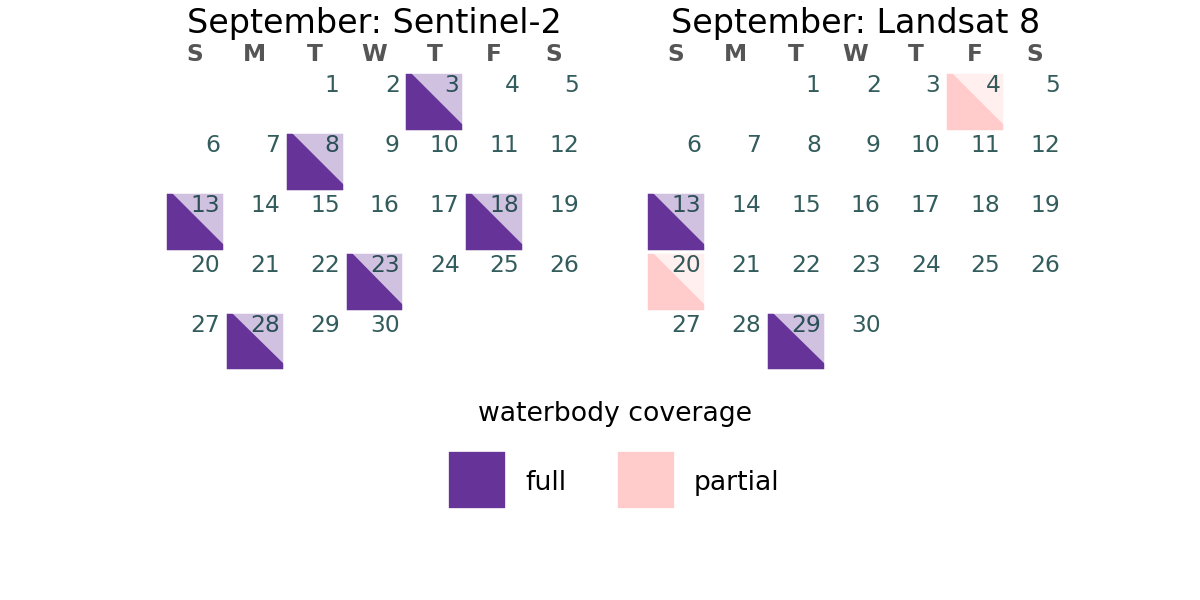 September: Sentinel-2
S M T W T F S
1 2 3 4 5
6 7 8 9 10 11 12
13 14 15 16 17 18 19
20 21 22 23 24 25 26
27 28 29 30
September: Landsat 8
S M T W T F S
1 2 3 4 5
6 7 8 9 10 11 12
13 14 15 16 17 18 19
20 21 22 23 24 25 26
27 28 29 30
waterbody coverage
full partial